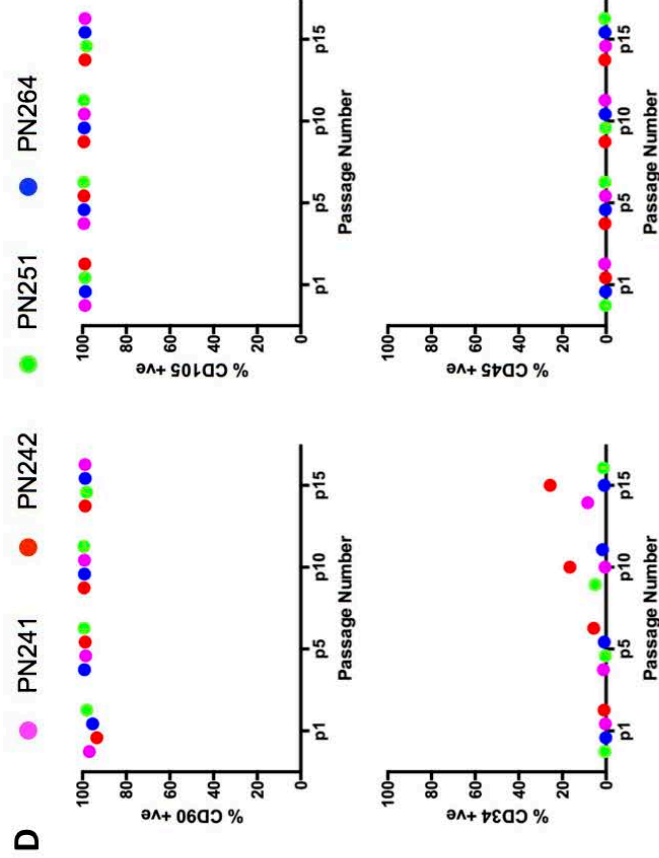 D
PN241 PN242 PN251 PN264
% CD90 +ve
100
80
60
40
20
0
p1 p5 p10 p15
Passage Number
% CD105 +ve
100
80
60
40
20
0
p1 p5 p10 p15
Passage Number
% CD34 +ve
100
80
60
40
20
0
p1 p5 p10 p15
Passage Number
% CD45 +ve
100
80
60
40
20
0
p1 p5 p10 p15
Passage Number